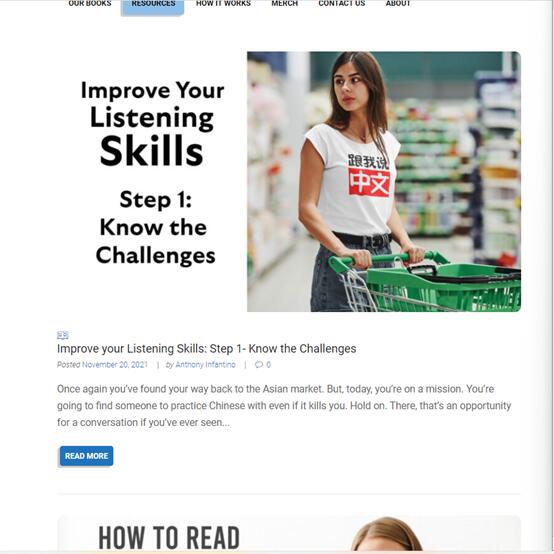 OUR BOOKS RESOURCES HOW IT WORKS MERCH CONTACT US ABOUT
Improve Your
Listening
Skills
Step 1:
Know the
Challenges
跟我说
中文
Improve your Listening Skills: Step 1- Know the Challenges
Posted November 20, 2021 | by Anthony Infantino | 0
Once again you’ve found your way back to the Asian market. But, today, you’re on a mission. You’re
going to find someone to practice Chinese with even if it kills you. Hold on. There, that’s an opportunity
for a conversation if you’ve ever seen...
READ MORE
HOW TO READ